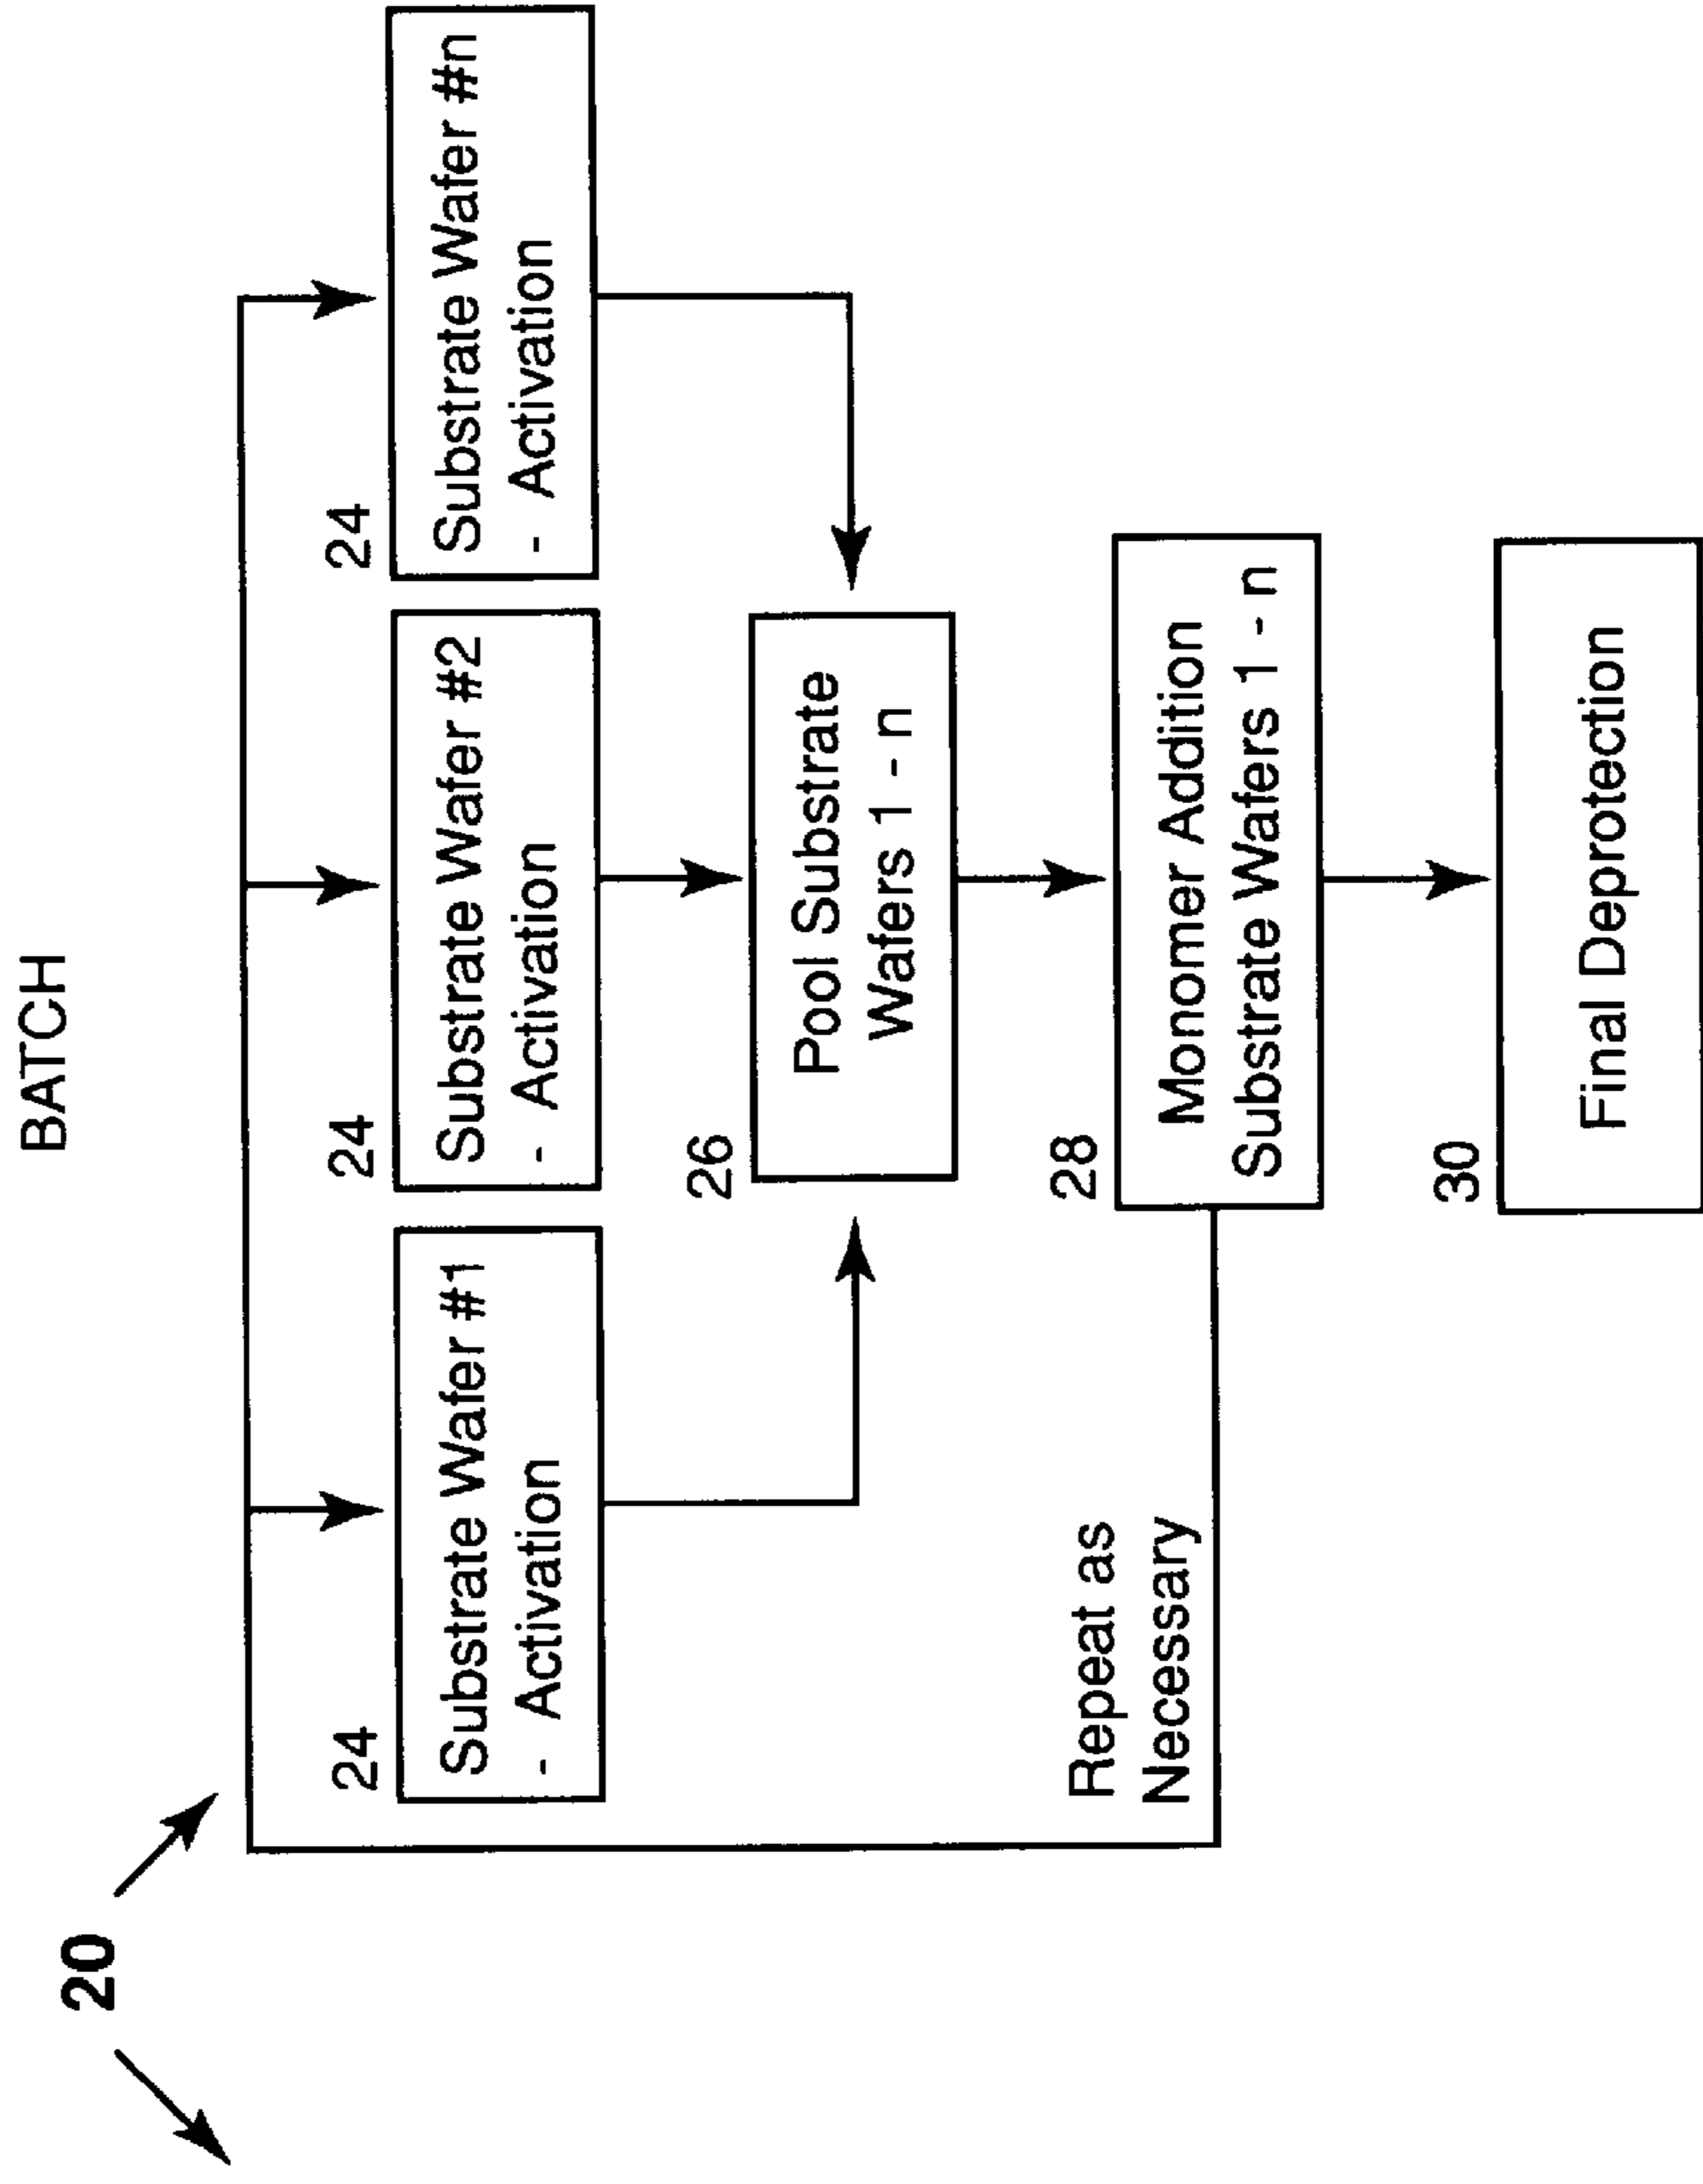 20
BATCH
24
Substrate Wafer #1
- Activation
24
Substrate Wafer #2
- Activation
24
Substrate Wafer #n
- Activation
26
Pool Substrate
Wafers 1 - n
Repeat as
Necessary
28
Monomer Addition
Substrate Wafers 1 - n
30
Final Deprotection